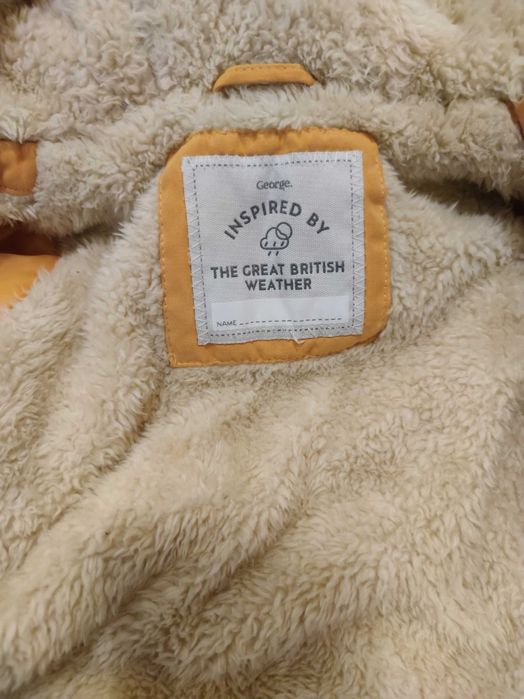 George.
INSPIRED BY
THE GREAT BRITISH
WEATHER
NAME